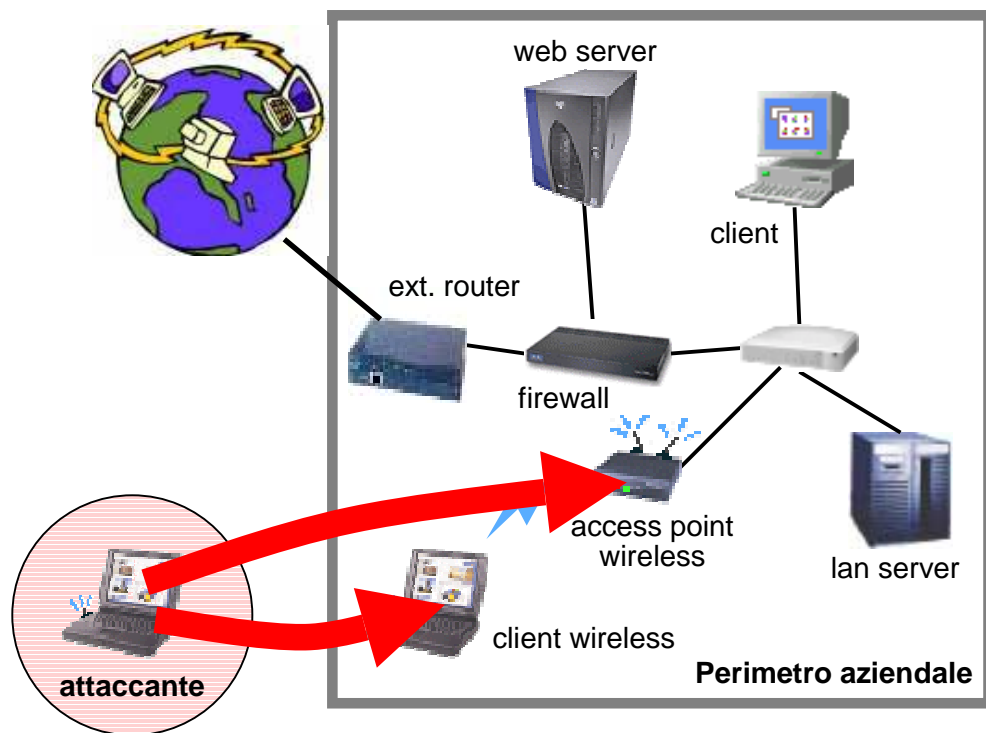 web server
client
ext. router
firewall
access point
wireless
lan server
client wireless
attaccante
Perimetro aziendale